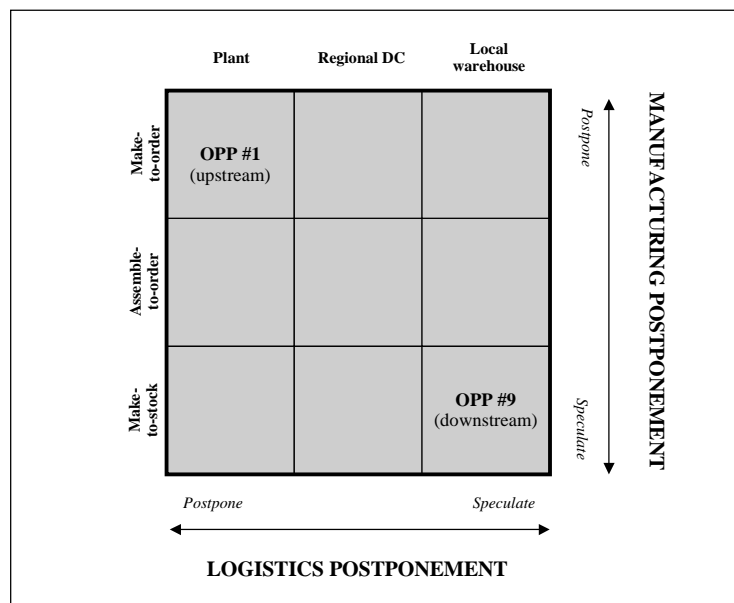 Plant
Regional DC
Local
warehouse
Make-
to-order
OPP #1
(upstream)
Postpone
MANUFACTURING POSTPONEMENT
Assemble-
to-order
Make-
to-stock
OPP #9
(downstream)
Speculate
Postpone
Speculate
LOGISTICS POSTPONEMENT